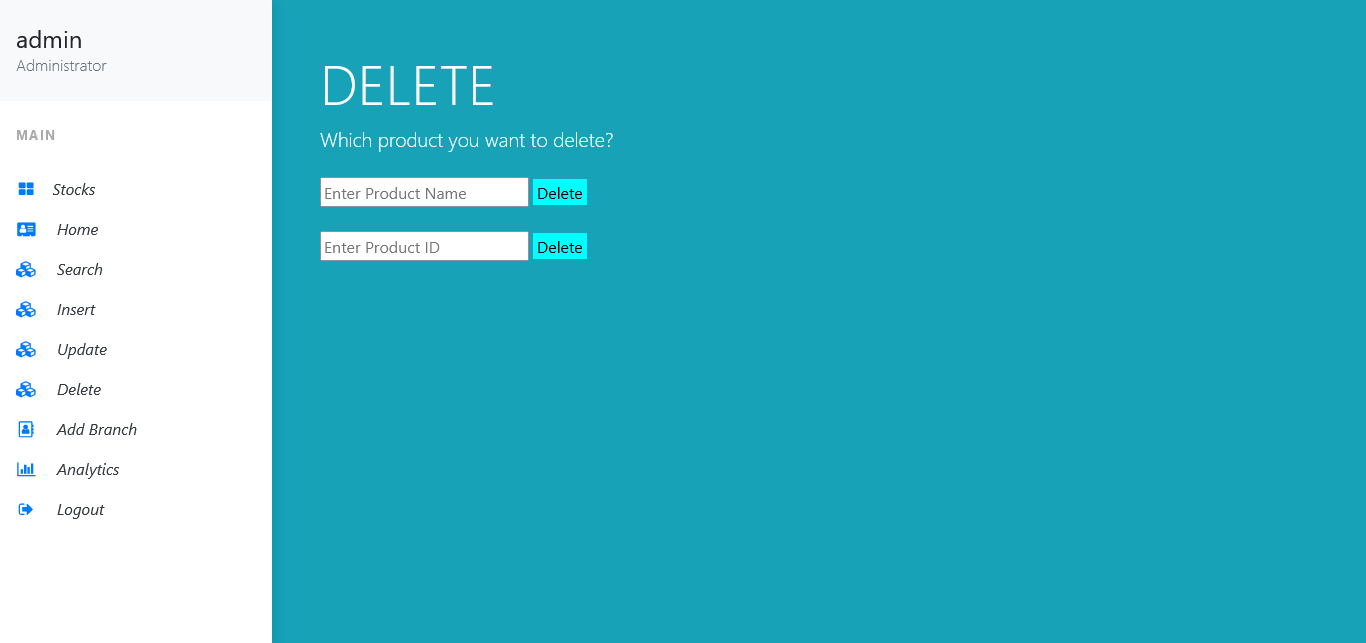 admin
Administrator
MAIN
Stocks
Home
Search
Insert
Update
Delete
Add Branch
Analytics
Logout
DELETE
Which product you want to delete?
Enter Product Name Delete
Enter Product ID Delete